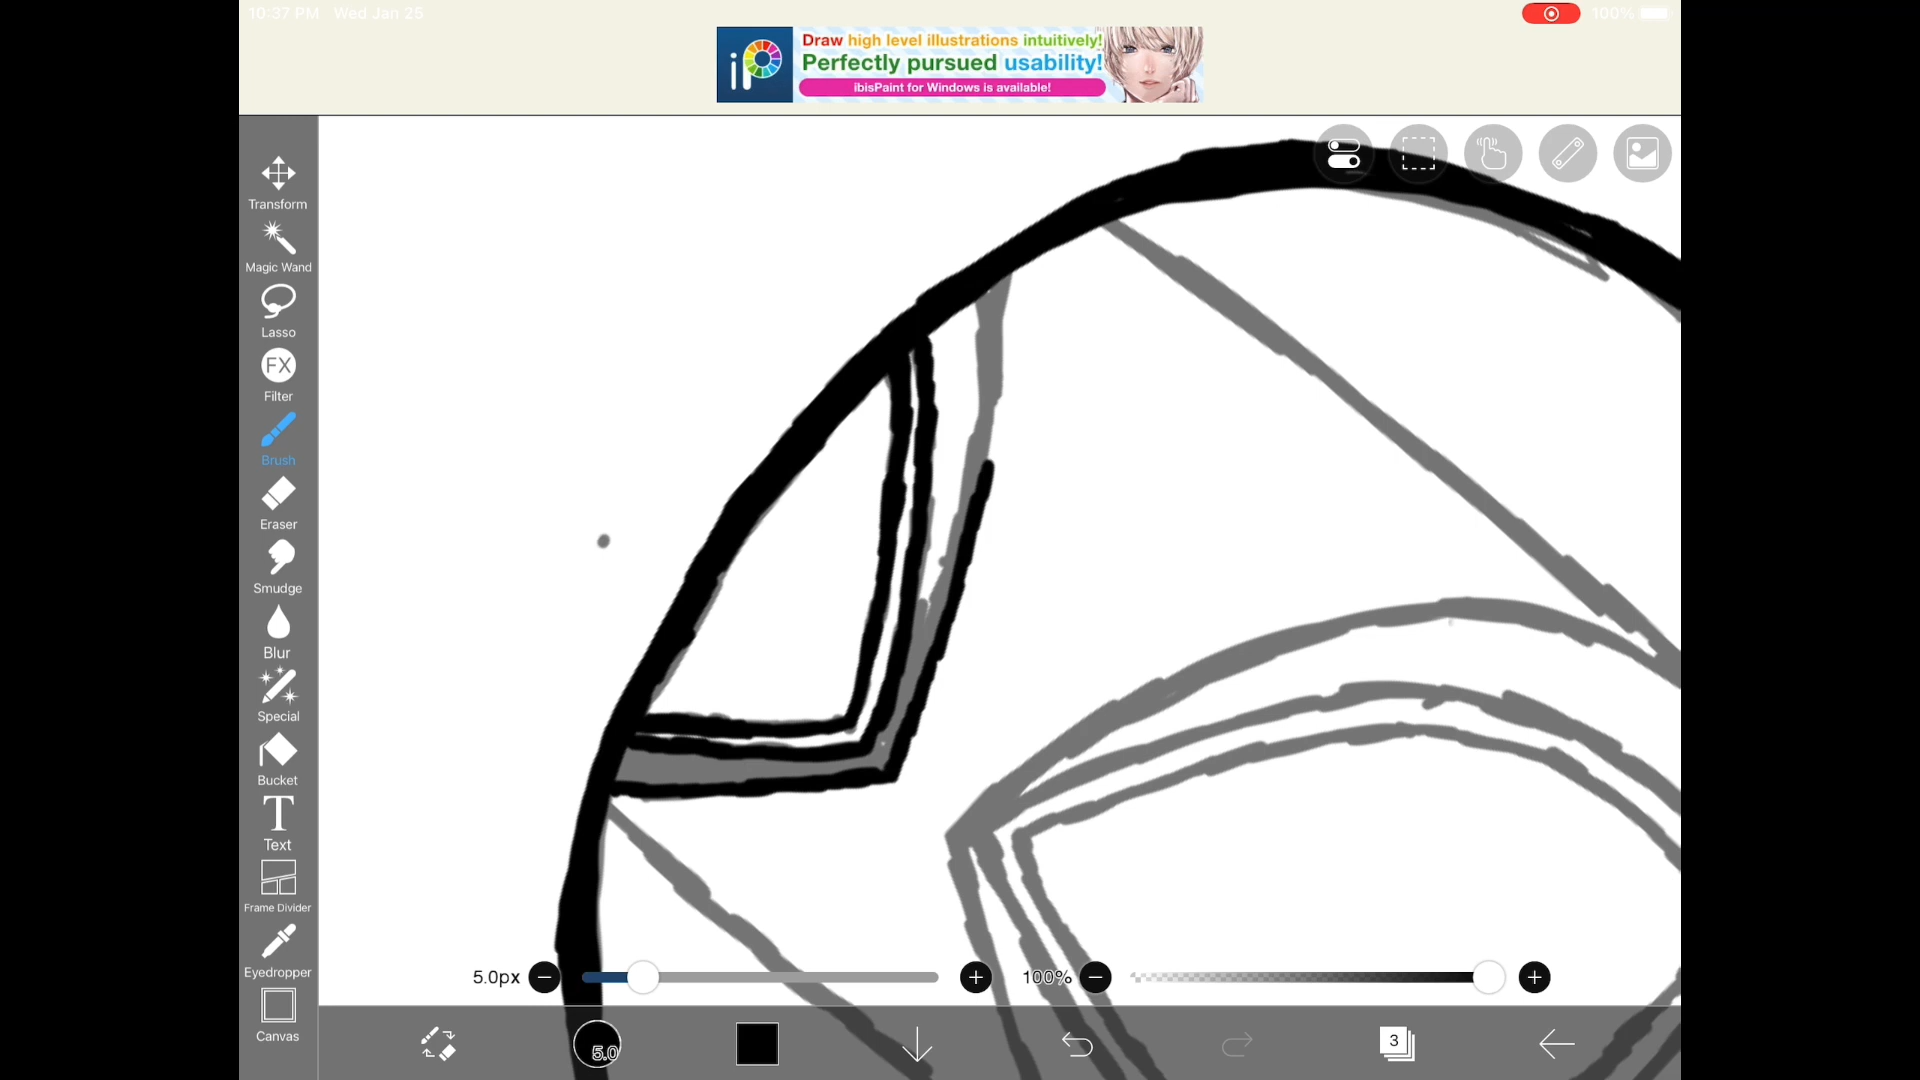 10:37 PM Wed Jan 25
100%
iP
Draw high level illustrations intuitively!
Perfectly pursued usability!
ibisPaint for Windows is available!
Transform
Magic Wand
Lasso
FX
Filter
Brush
Eraser
Smudge
Blur
Special
Bucket
T
Text
Frame Divider
Eyedropper
Canvas
5.0px
100%
5.0
3